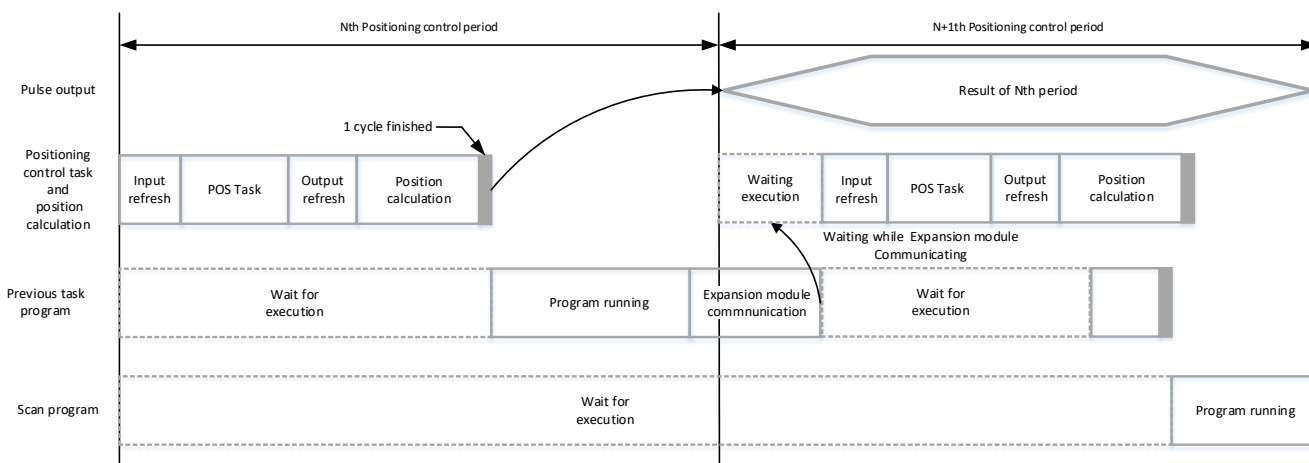 Nth Positioning control period
N+1th Positioning control period
Pulse output
Result of Nth period
1 cycle finished
Positioning
control task
and
position
calculation
Input
refresh
POS Task
Output
refresh
Position
calculation
Waiting
execution
Input
refresh
POS Task
Output
refresh
Position
calculation
Waiting while Expansion module
Communicating
Previous task
program
Wait for
execution
Program running
Expansion module
commnunication
Wait for
execution
Scan program
Wait for
execution
Program running